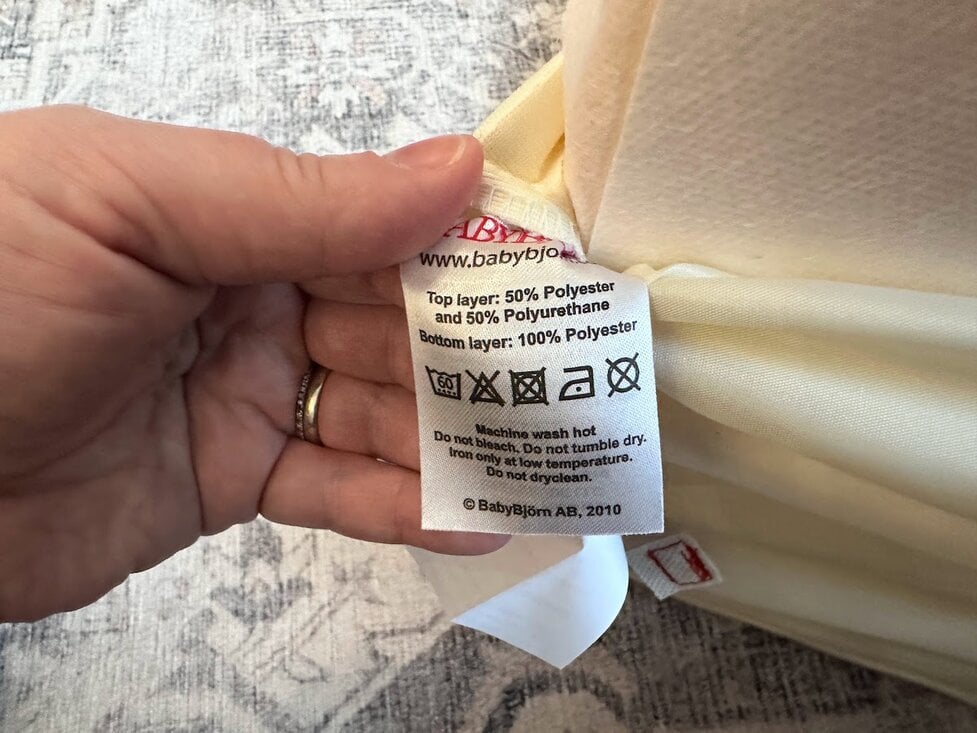 www.babybjo
Top layer: 50% Polyester
and 50% Polyurethane
Bottom layer: 100% Polyester
60
Machine wash hot
Do not bleach. Do not tumble dry.
Iron only at low temperature.
Do not dryclean.
© BabyBjörn AB, 2010